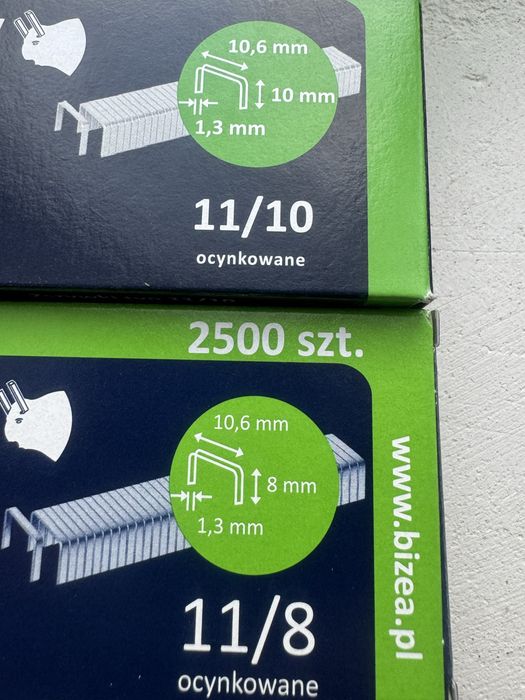 10,6 mm
10 mm
1,3 mm
11/10
ocynkowane
2500 szt.
10,6 mm
8 mm
1,3 mm
11/8
ocynkowane
www.bizea.pl